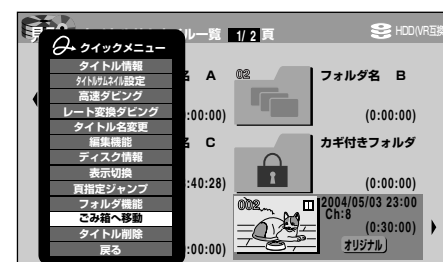 ル一覧 1/2 頁
HDD(VR互換
クイックメニュー
タイトル情報
タイトルサムネイル設定
高速ダビング
レート変換ダビング
タイトル名変更
編集機能
ディスク情報
表示切換
頁指定ジャンプ
フォルダ機能
ごみ箱へ移動
タイトル削除
戻る
A
:00:00)
02
フォルダ名 B
(0:00:00)
C
:40:28)
カギ付きフォルダ
(0:00:00)
:00:00)
002
2004/05/03 23:00
Ch:8
(0:30:00)
オリジナル